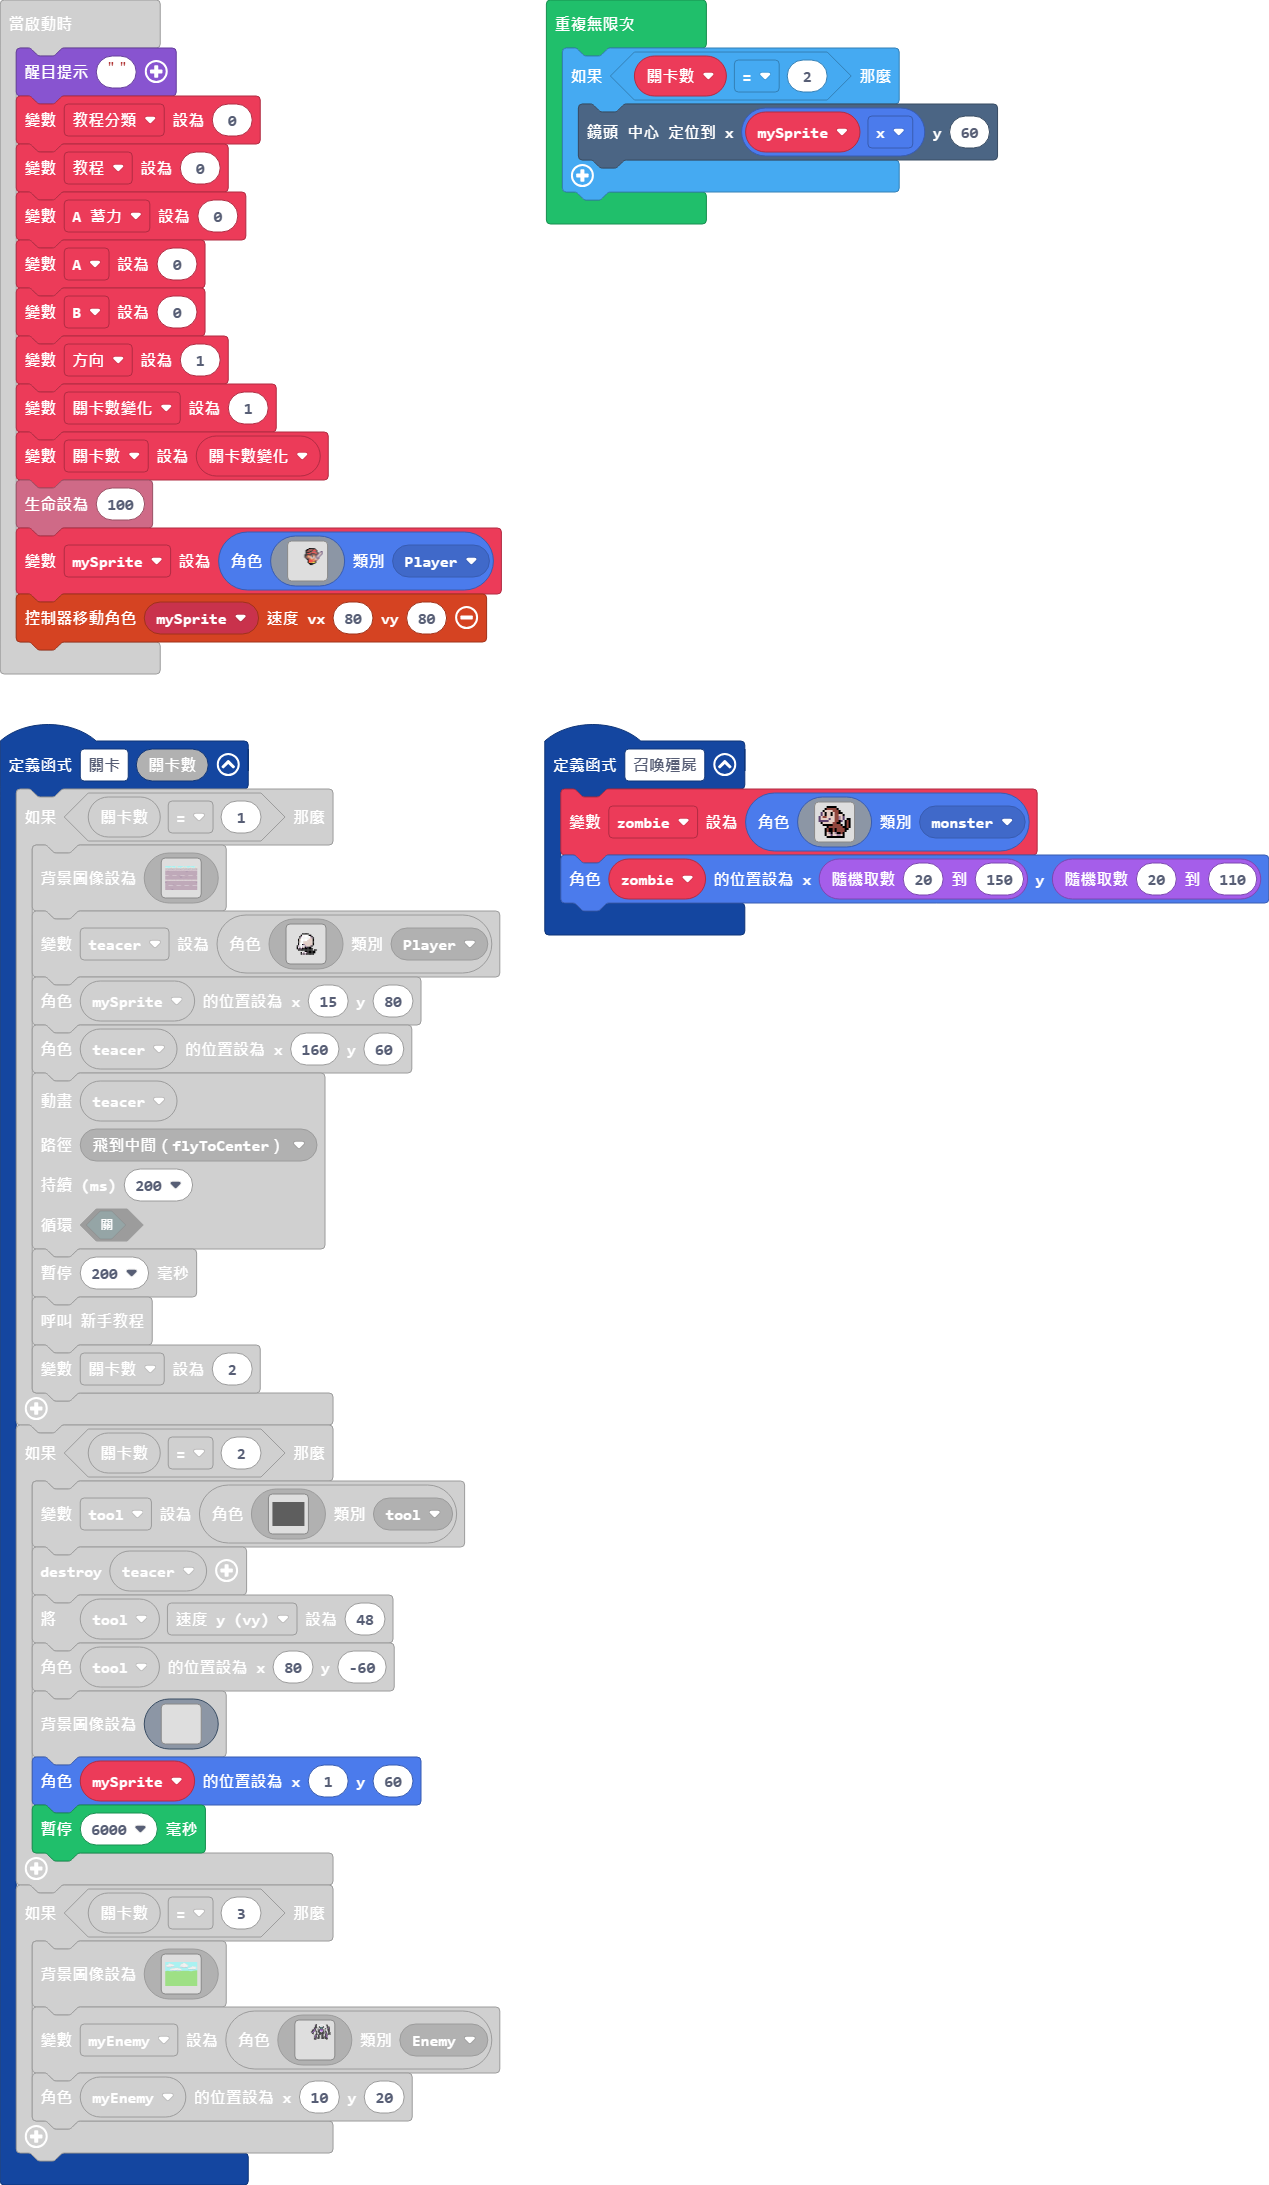 當啟動時
醒目提示 " "
變數 教程分類 設為 0
變數 教程 設為 0
變數 A 蓄力 設為 0
變數 A 設為 0
變數 B 設為 0
變數 方向 設為 1
變數 關卡數變化 設為 1
變數 關卡數 設為 關卡數變化
生命設為 100
變數 mySprite 設為 角色 類別 Player
控制器移動角色 mySprite 速度 vx 80 vy 80
重複無限次
如果 關卡數 = 2 那麼
鏡頭 中心 定位到 x mySprite x y 60
定義函式 關卡 關卡數
如果 關卡數 = 1 那麼
背景圖像設為
變數 teacer 設為 角色 類別 Player
角色 mySprite 的位置設為 x 15 y 80
角色 teacer 的位置設為 x 160 y 60
動畫 teacer
路徑 飛到中間 ( flyToCenter )
持續 (ms) 200
循環 關
暫停 200 毫秒
呼叫 新手教程
變數 關卡數 設為 2
如果 關卡數 = 2 那麼
變數 tool 設為 角色 類別 tool
destroy teacer
將 tool 速度 y (vy) 設為 48
角色 tool 的位置設為 x 80 y -60
背景圖像設為
角色 mySprite 的位置設為 x 1 y 60
暫停 6000 毫秒
如果 關卡數 = 3 那麼
背景圖像設為
變數 myEnemy 設為 角色 類別 Enemy
角色 myEnemy 的位置設為 x 10 y 20
定義函式 召喚殭屍
變數 zombie 設為 角色 類別 monster
角色 zombie 的位置設為 x 隨機取數 20 到 150 y 隨機取數 20 到 110